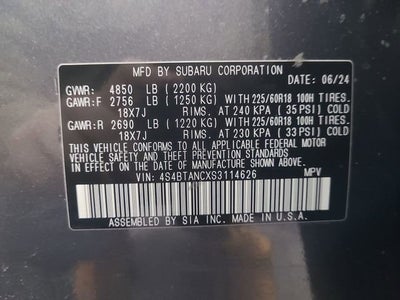 MFD BY SUBARU CORPORATION
DATE: 06/24
GVWR: 4850 LB (2200 KG)
GAWR:F 2756 LB (1250 KG) WITH 225/60R18 100H TIRES.
18X7J RIMS. AT 240 KPA (35 PSI) COLD
GAWR:R 2690 LB (1220 KG) WITH 225/60R18 100H TIRES.
18X7J RIMS. AT 230 KPA (33 PSI) COLD
THIS VEHICLE CONFORMS TO ALL APPLICABLE FEDERAL MOTOR
VEHICLE SAFETY AND THEFT PREVENTION STANDARDS IN EFFECT
ON THE DATE OF MANUFACTURE SHOWN ABOVE.
VIN: 4S4BTANCXS3114626 MPV
ASSEMBLED BY SIA INC. MADE IN U.S.A.